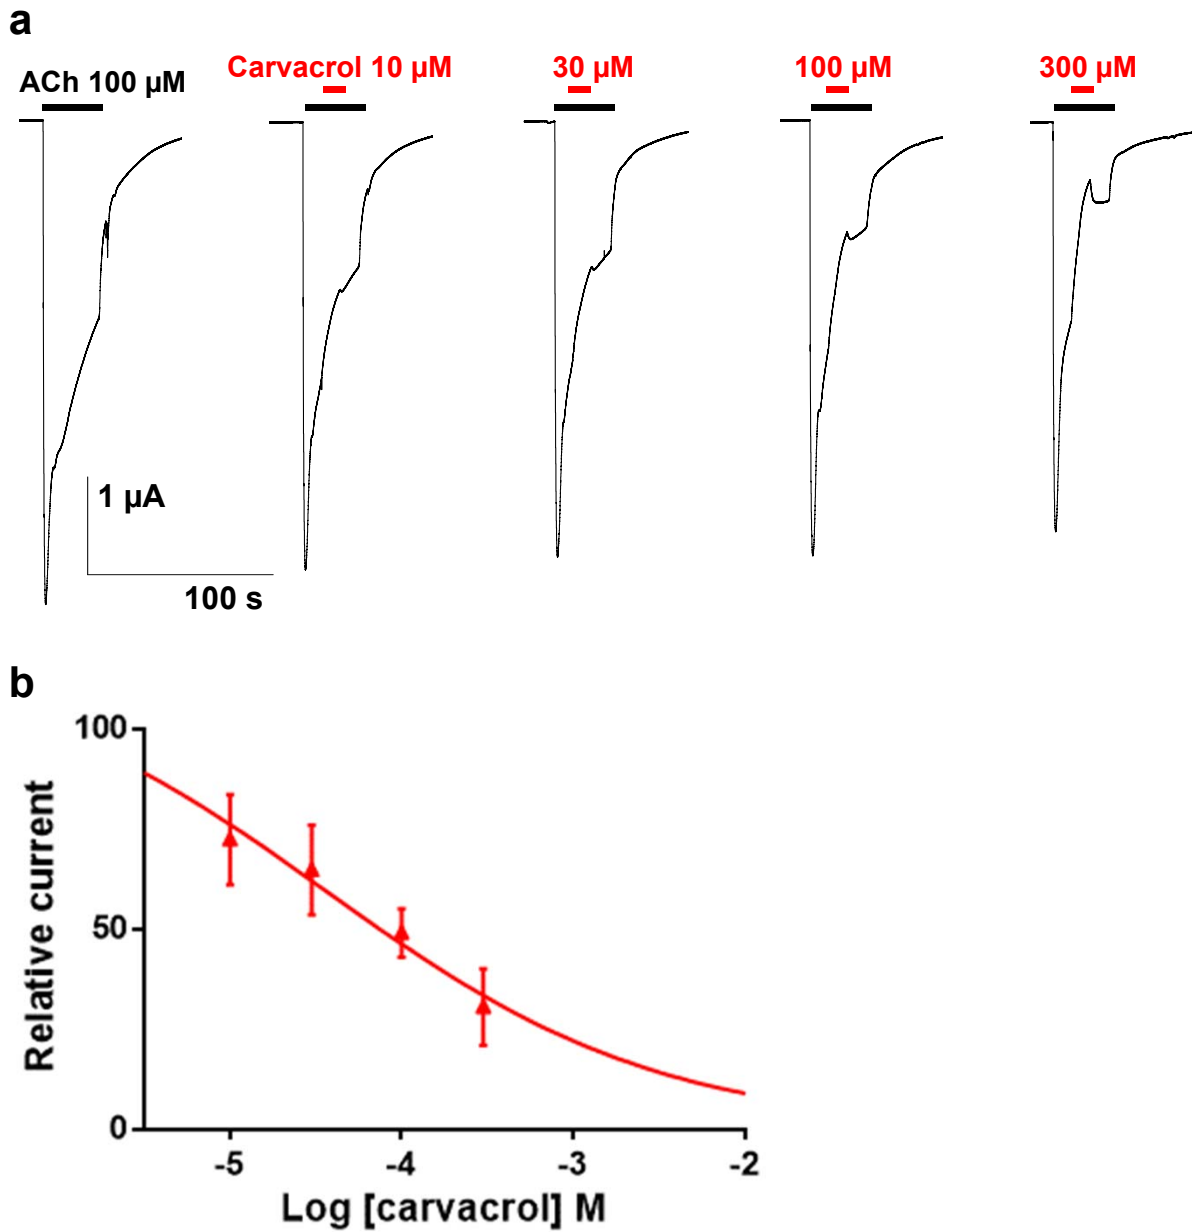 a
ACh 100 µM
Carvacrol 10 µM
30 µM
100 µM
300 µM
1 µA
100 s
b
100
50
0
Relative current
-5
-4
-3
-2
Log [carvacrol] M